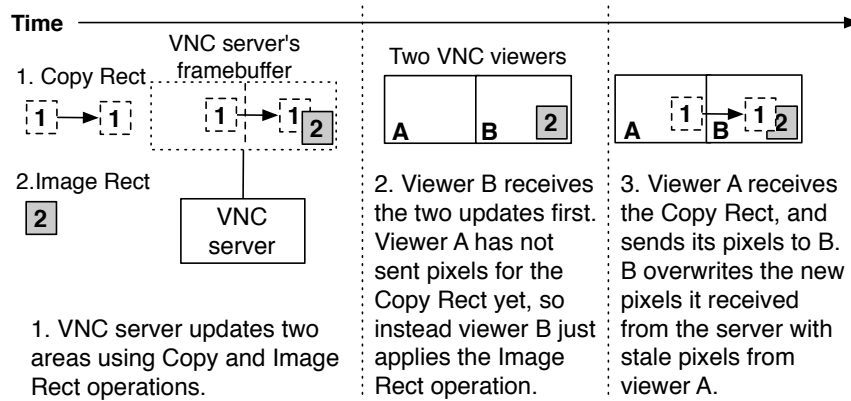 Time
VNC server's
framebuffer
1. Copy Rect
1 1
1 1
2
2.Image Rect
2
VNC
server
1. VNC server updates two
areas using Copy and Image
Rect operations.
Two VNC viewers
A B 2
2. Viewer B receives
the two updates first.
Viewer A has not
sent pixels for the
Copy Rect yet, so
instead viewer B just
applies the Image
Rect operation.
1 1 2
A B
3. Viewer A receives
the Copy Rect, and
sends its pixels to B.
B overwrites the new
pixels it received
from the server with
stale pixels from
viewer A.